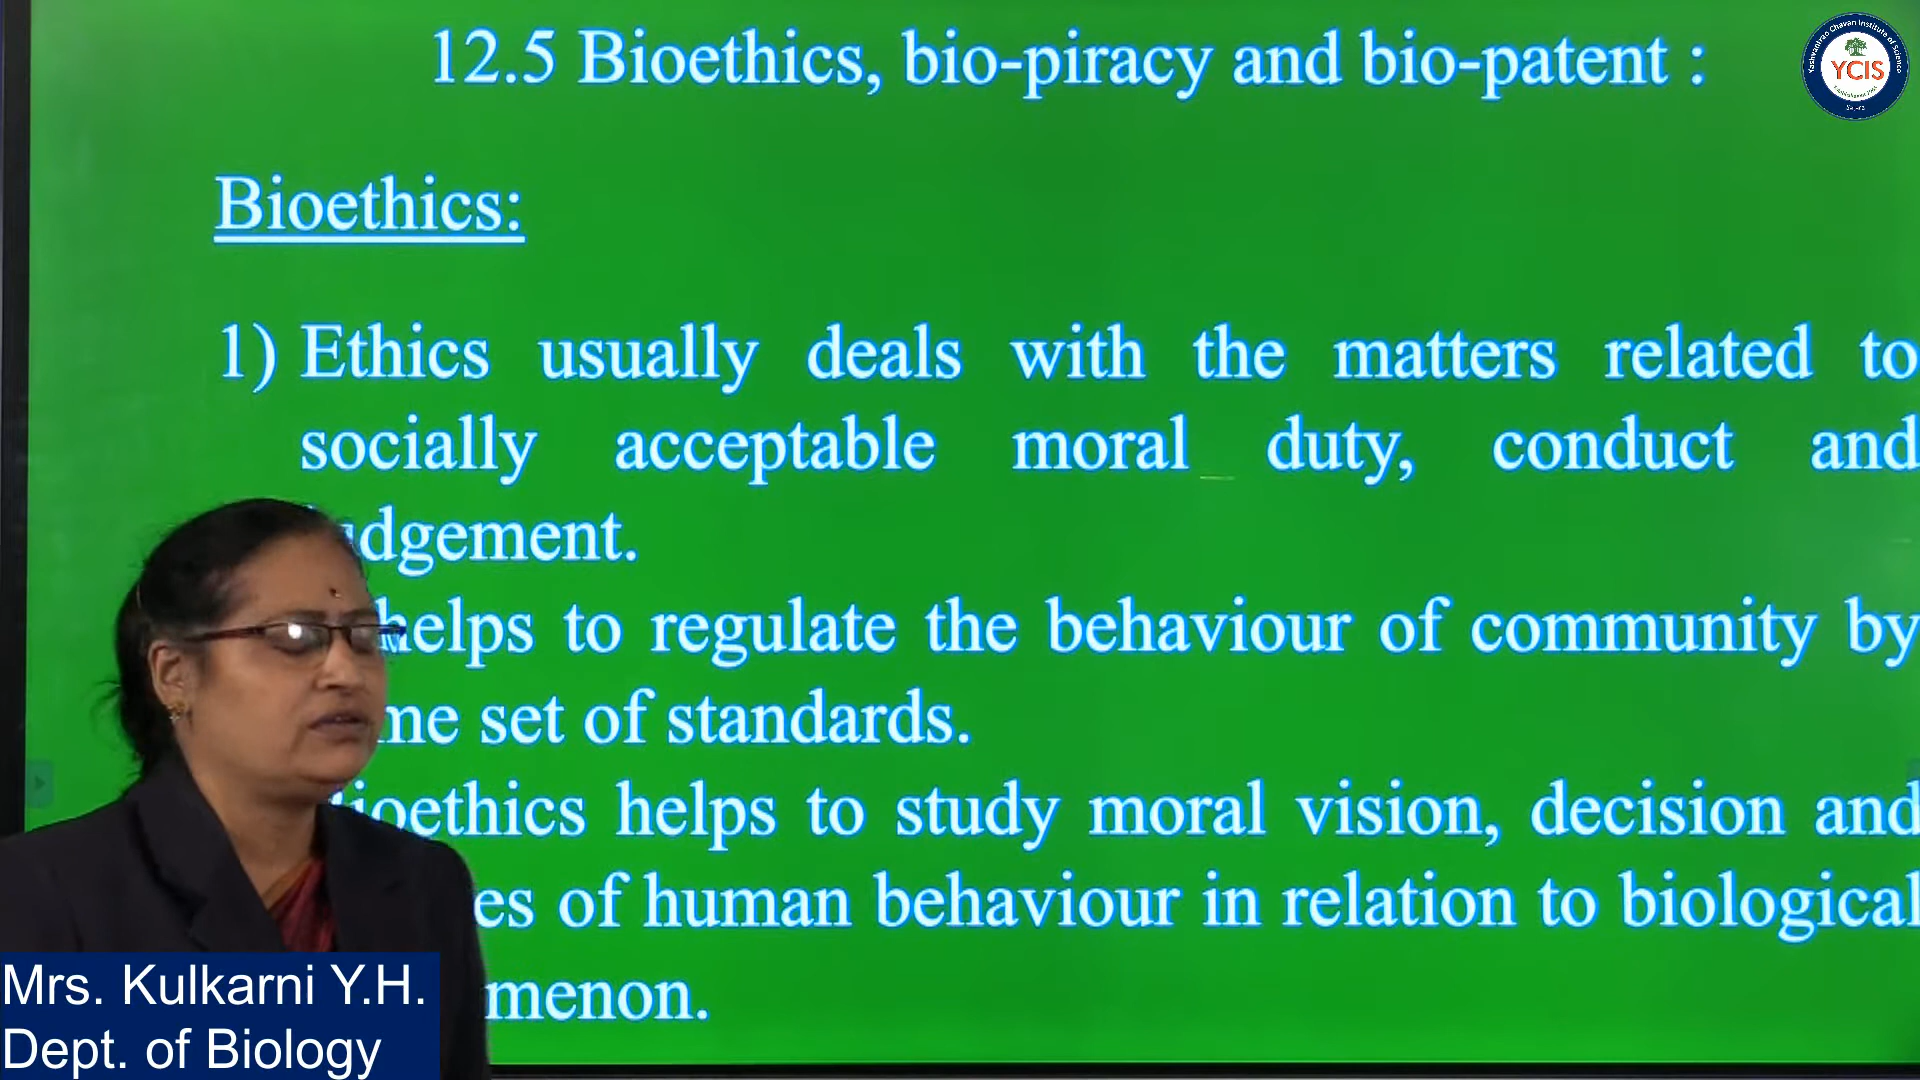 12.5 Bioethics, bio-piracy and bio-patent :
YCIS
Bioethics:
1) Ethics usually deals with the matters related to
socially acceptable moral duty, conduct and
judgement.
helps to regulate the behaviour of community by
me set of standards.
ioethics helps to study moral vision, decision and
es of human behaviour in relation to biological
menon.
Mrs. Kulkarni Y.H.
Dept. of Biology